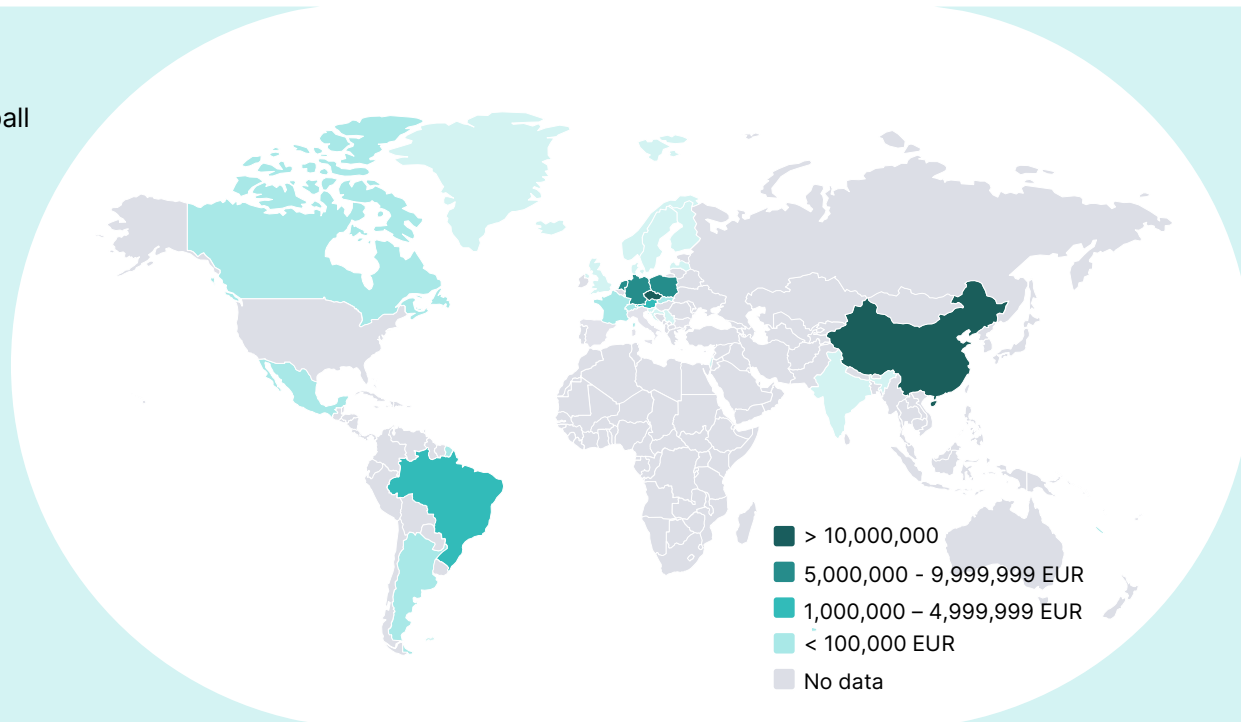 > 10,000,000
5,000,000 - 9,999,999 EUR
1,000,000 – 4,999,999 EUR
< 100,000 EUR
No data